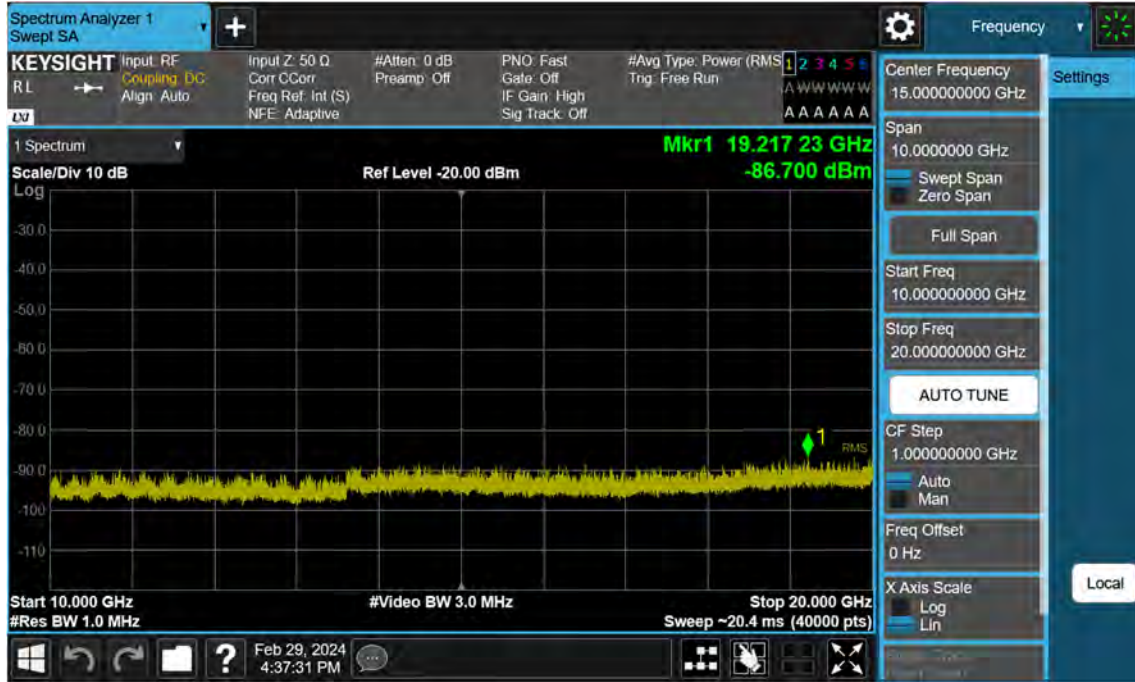 Spectrum Analyzer 1
Swept SA
Frequency
KEYSIGHT
RL
LXI
Input: RF
Coupling: DC
Align: Auto
Input Z: 50 Ω
Corr CCorr
Freq Ref: Int (S)
NFE: Adaptive
#Atten: 0 dB
Preamp: Off
PNO: Fast
Gate: Off
IF Gain: High
Sig Track: Off
#Avg Type: Power (RMS
Trig: Free Run
1 2 3 4 5 6
A W W W W W
A A A A A A
1 Spectrum
Scale/Div 10 dB
Ref Level -20.00 dBm
Mkr1 19.217 23 GHz
-86.700 dBm
Log
-30.0
-40.0
-50.0
-60.0
-70.0
-80.0
-90.0
-100
-110
1
RMS
Start 10.000 GHz
#Res BW 1.0 MHz
#Video BW 3.0 MHz
Stop 20.000 GHz
Sweep ~20.4 ms (40000 pts)
Center Frequency
15.000000000 GHz
Span
10.0000000 GHz
Swept Span
Zero Span
Full Span
Start Freq
10.000000000 GHz
Stop Freq
20.000000000 GHz
AUTO TUNE
CF Step
1.000000000 GHz
Auto
Man
Freq Offset
0 Hz
X Axis Scale
Log
Lin
Settings
Local
?
Feb 29, 2024
4:37:31 PM